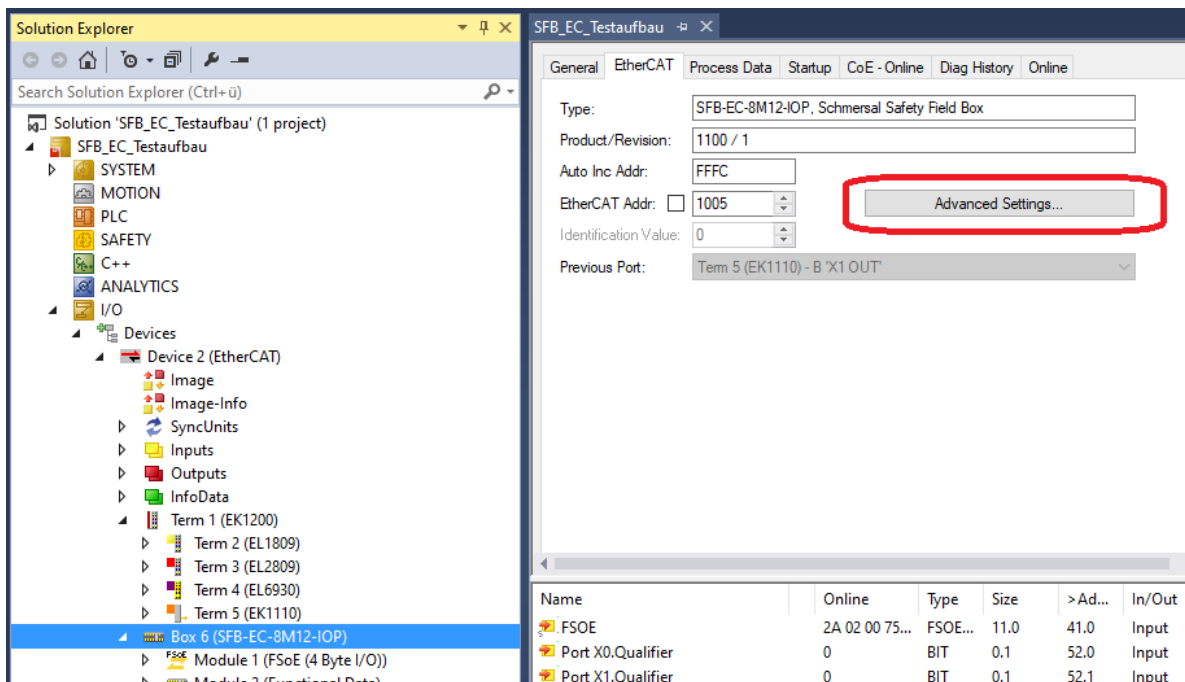 Solution Explorer
Search Solution Explorer (Ctrl+ü)
Solution 'SFB_EC_Testaufbau' (1 project)
SFB_EC_Testaufbau
SYSTEM
MOTION
PLC
SAFETY
C++
ANALYTICS
I/O
Devices
Device 2 (EtherCAT)
Image
Image-Info
SyncUnits
Inputs
Outputs
InfoData
Term 1 (EK1200)
Term 2 (EL1809)
Term 3 (EL2809)
Term 4 (EL6930)
Term 5 (EK1110)
Box 6 (SFB-EC-8M12-IOP)
FSoE Module 1 (FSoE (4 Byte I/O))
Module 2 (Functional Data)
SFB_EC_Testaufbau
General EtherCAT Process Data Startup CoE - Online Diag History Online
Type: SFB-EC-8M12-IOP, Schmersal Safety Field Box
Product/Revision: 1100 / 1
Auto Inc Addr: FFFC
EtherCAT Addr: 1005 Advanced Settings...
Identification Value: 0
Previous Port: Term 5 (EK1110) - B 'X1 OUT'
Name Online Type Size >Ad... In/Out
FSOE 2A 02 00 75... FSOE... 11.0 41.0 Input
Port X0.Qualifier 0 BIT 0.1 52.0 Input
Port X1.Qualifier 0 BIT 0.1 52.1 Input